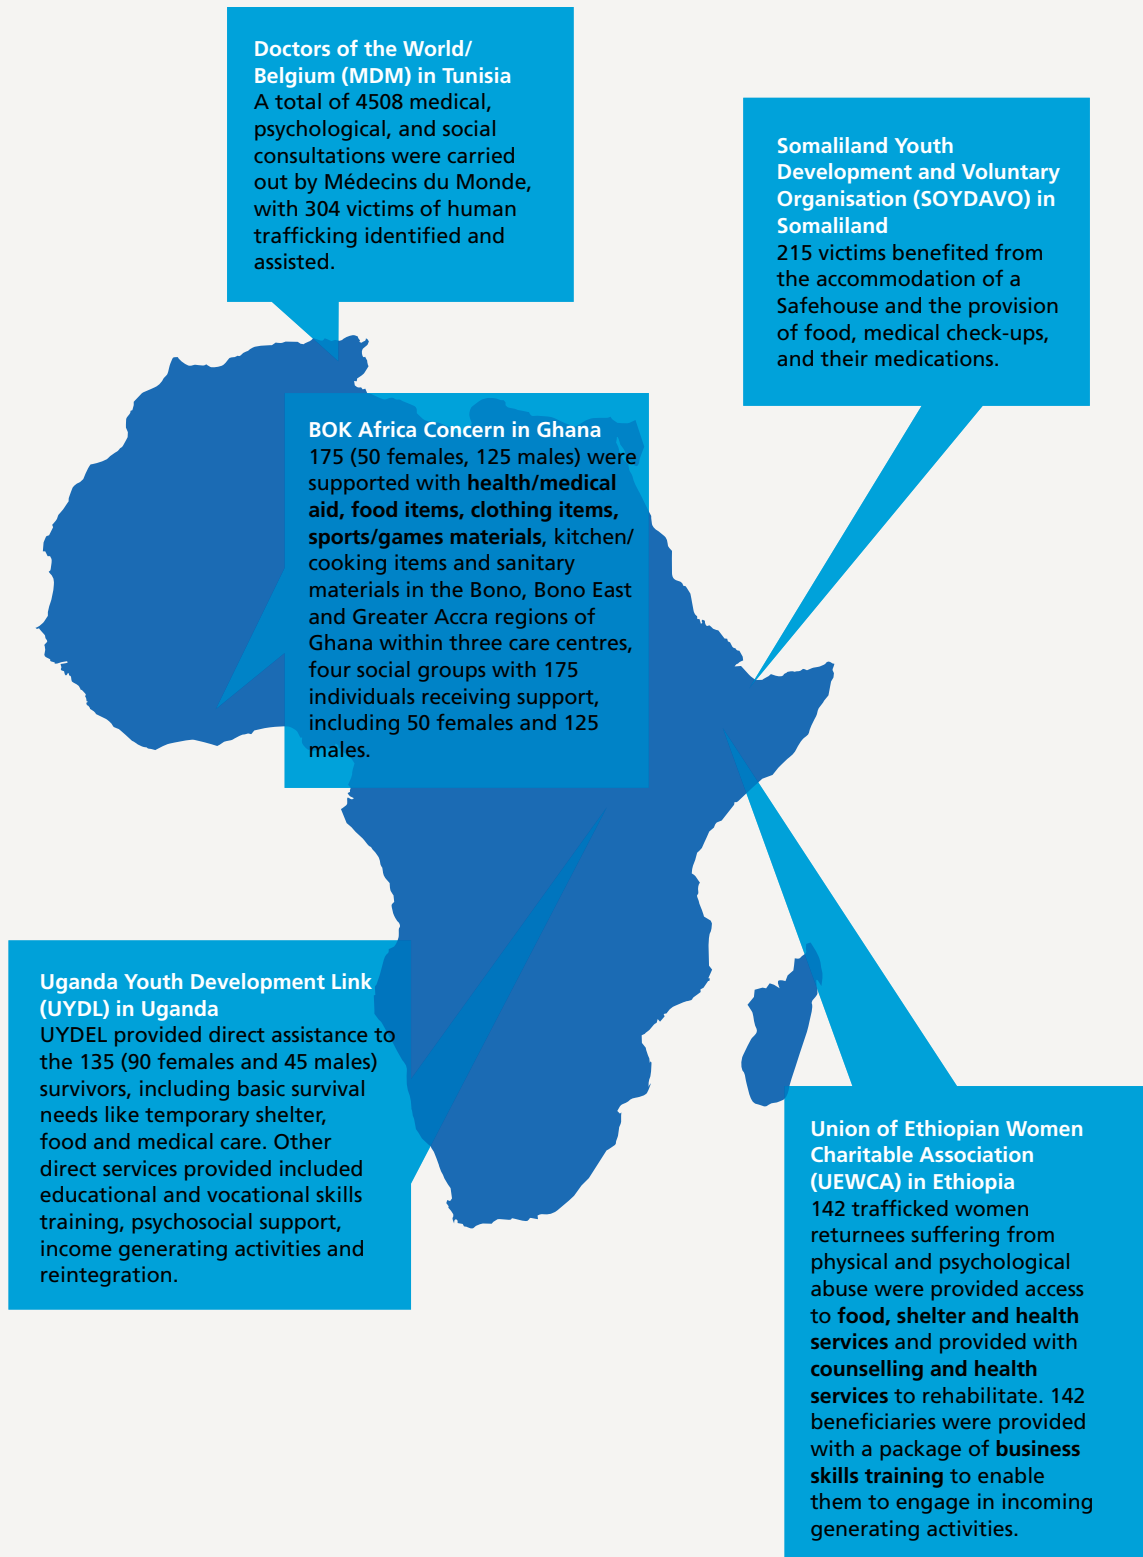 Doctors of the World/
Belgium (MDM) in Tunisia
A total of 4508 medical,
psychological, and social
consultations were carried
out by Médecins du Monde,
with 304 victims of human
trafficking identified and
assisted.
Somaliland Youth
Development and Voluntary
Organisation (SOYDAVO) in
Somaliland
215 victims benefited from
the accommodation of a
Safehouse and the provision
of food, medical check-ups,
and their medications.
BOK Africa Concern in Ghana
175 (50 females, 125 males) were
supported with health/medical
aid, food items, clothing items,
sports/games materials, kitchen/
cooking items and sanitary
materials in the Bono, Bono East
and Greater Accra regions of
Ghana within three care centres,
four social groups with 175
individuals receiving support,
including 50 females and 125
males.
Uganda Youth Development Link
(UYDL) in Uganda
UYDEL provided direct assistance to
the 135 (90 females and 45 males)
survivors, including basic survival
needs like temporary shelter,
food and medical care. Other
direct services provided included
educational and vocational skills
training, psychosocial support,
income generating activities and
reintegration.
Union of Ethiopian Women
Charitable Association
(UEWCA) in Ethiopia
142 trafficked women
returnees suffering from
physical and psychological
abuse were provided access
to food, shelter and health
services and provided with
counselling and health
services to rehabilitate. 142
beneficiaries were provided
with a package of business
skills training to enable
them to engage in incoming
generating activities.